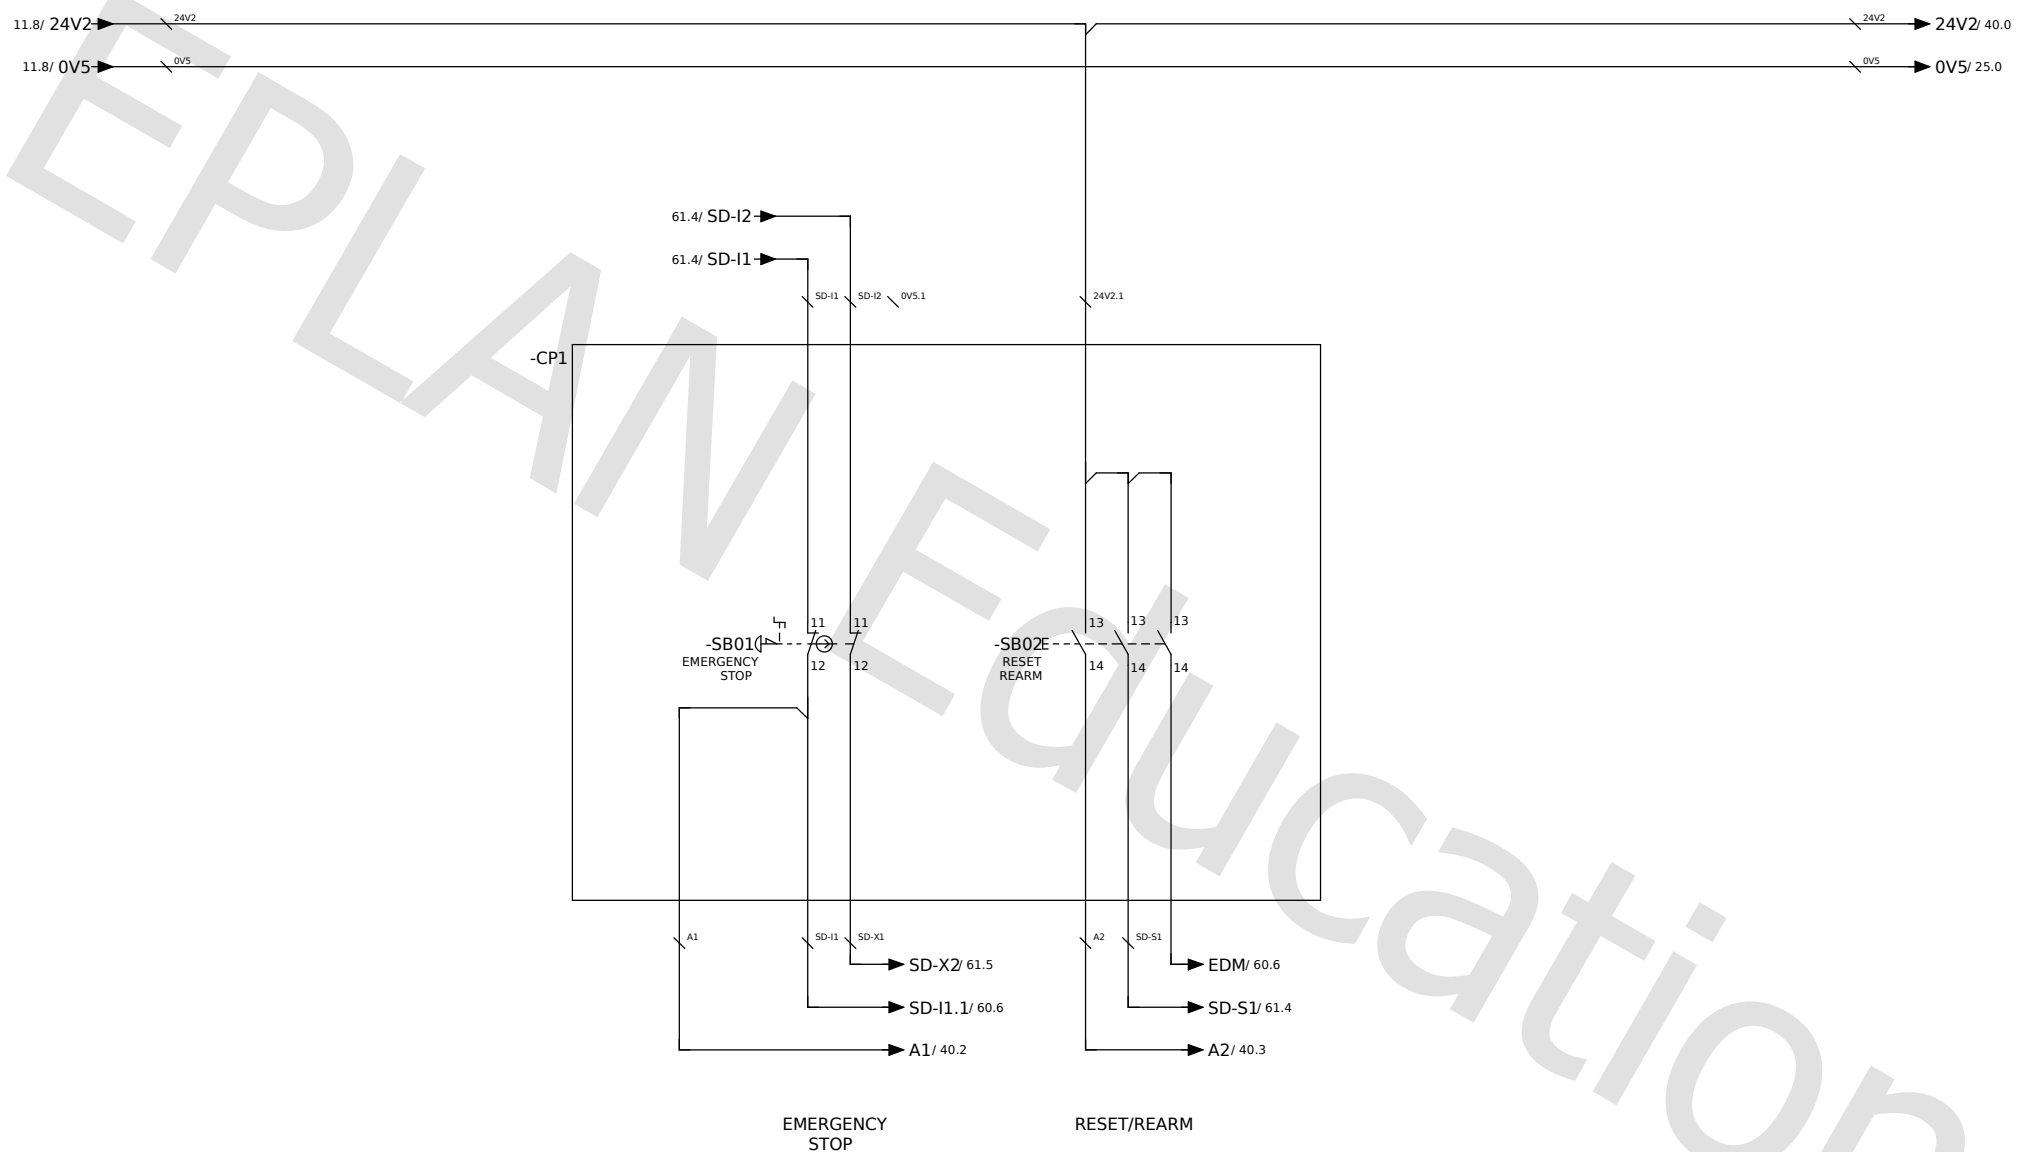 11.8/ 24V2
24V2
24V2
24V2/ 40.0
11.8/ 0V5
0V5
0V5
0V5/ 25.0
61.4/ SD-I2
61.4/ SD-I1
SD-I1
SD-I2
0V5.1
24V2.1
-CP1
11
11
13
13
13
-SB01
EMERGENCY
STOP
-SB02
RESET
REARM
12
12
14
14
14
A1
SD-I1
SD-X1
A2
SD-S1
SD-X2/ 61.5
EDM/ 60.6
SD-I1.1/ 60.6
SD-S1/ 61.4
A1/ 40.2
A2/ 40.3
EMERGENCY
STOP
RESET/REARM
EPLAN Education